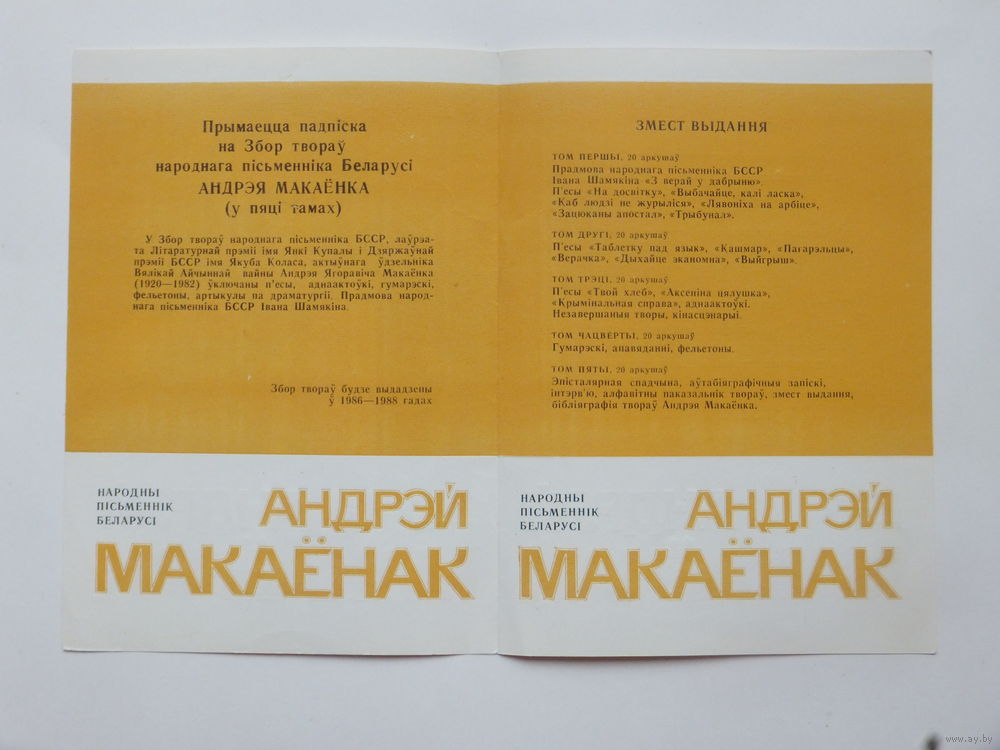 Прымаецца падпіска
на Збор твораў
народнага пісьменніка Беларусі
АНДРЭЯ МАКАЁНКА
(у пяці тамах)
У Збор твораў народнага пісьменніка БССР, лаўрэа-
та Літаратурнай прэміі імя Янкі Купалы і Дзяржаўнай
прэміі БССР імя Якуба Коласа, актыўнага ўдзельніка
Вялікай Айчыннай вайны Андрэя Ягоравіча Макаёнка
(1920—1982) ўключаны п'есы, аднаактоўкі, гумарэскі,
фельетоны, артыкулы па драматургіі. Прадмова народ-
нага пісьменніка БССР Івана Шамякіна.
Збор твораў будзе выдадзены
ў 1986—1988 гадах
НАРОДНЫ
ПІСЬМЕННІК
БЕЛАРУСІ
АНДРЭЙ
МАКАЁНАК
ЗМЕСТ ВЫДАННЯ
ТОМ ПЕРШЫ, 20 аркушаў
Прадмова народнага пісьменніка БССР
Івана Шамякіна «З верай у дабрыню».
П'есы «На досвітку», «Выбачайце, калі ласка»,
«Каб людзі не журыліся», «Лявоніха на арбіце»,
«Зацюканы апостал», «Трыбунал».
ТОМ ДРУГІ, 20 аркушаў
П'есы «Таблетку пад язык», «Кашмар», «Пагарэльцы»,
«Верачка», «Дыхайце эканомна», «Выйгрыш».
ТОМ ТРЭЦІ, 20 аркушаў
П'есы «Твой хлеб», «Аксеніна цялушка»,
«Крымінальная справа», аднаактоўкі.
Незавершаныя творы, кінасцэнарыі.
ТОМ ЧАЦВЁРТЫ, 20 аркушаў
Гумарэскі, апавяданні, фельетоны.
ТОМ ПЯТЫ, 20 аркушаў
Эпісталярная спадчына, аўтабіяграфічныя запіскі,
інтэрв'ю, алфавітны паказальнік твораў, змест выдання,
бібліяграфія твораў Андрэя Макаёнка.
НАРОДНЫ
ПІСЬМЕННІК
БЕЛАРУСІ
АНДРЭЙ
МАКАЁНАК
www.ay.by